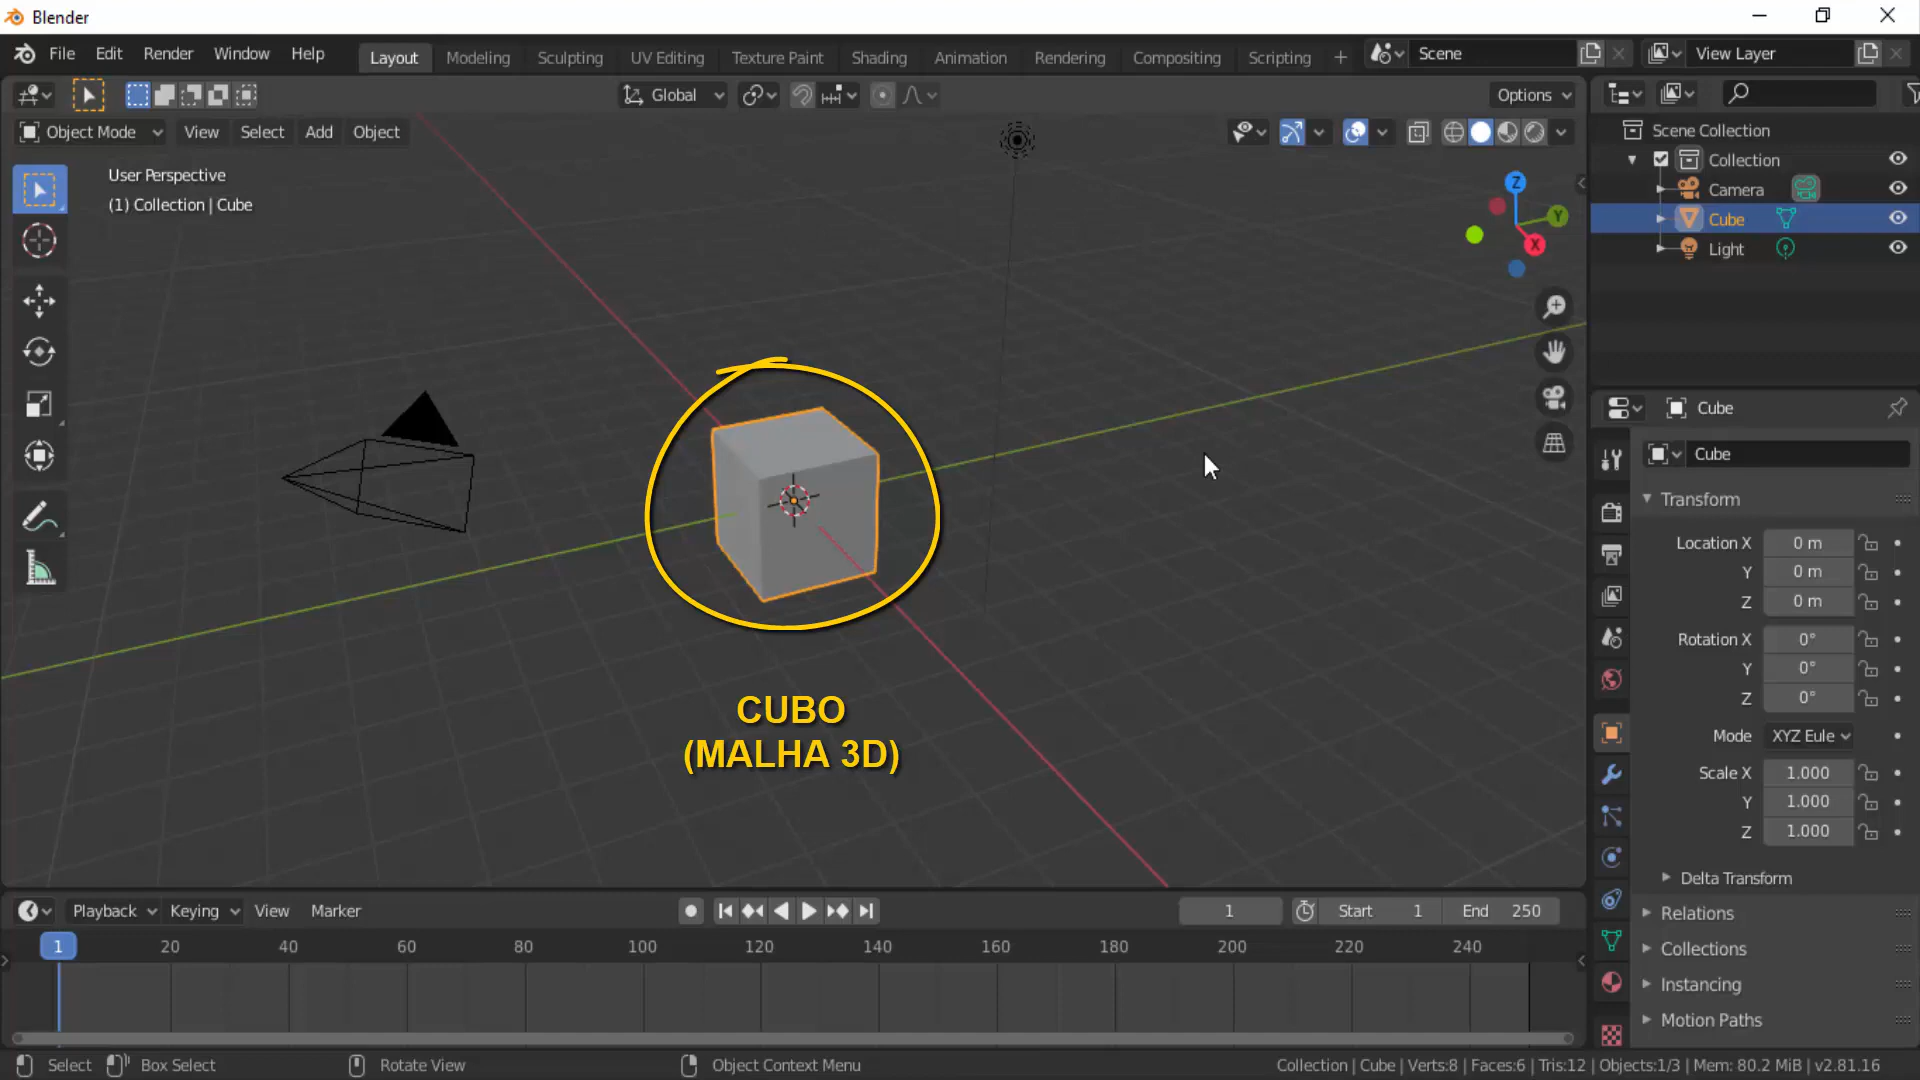 Blender
File Edit Render Window Help Layout Modeling Sculpting UV Editing Texture Paint Shading Animation Rendering Compositing Scripting + Scene View Layer
Global Options
Object Mode View Select Add Object
User Perspective
(1) Collection | Cube
Z
Y
X
CUBO
(MALHA 3D)
Scene Collection
Collection
Camera
Cube
Light
Cube
Cube
Transform
Location X 0 m
Y 0 m
Z 0 m
Rotation X 0°
Y 0°
Z 0°
Mode XYZ Eule
Scale X 1.000
Y 1.000
Z 1.000
Delta Transform
Relations
Collections
Instancing
Motion Paths
Playback Keying View Marker 1 Start 1 End 250
1 20 40 60 80 100 120 140 160 180 200 220 240
Select Box Select Rotate View Object Context Menu Collection | Cube | Verts:8 | Faces:6 | Tris:12 | Objects:1/3 | Mem: 80.2 MiB | v2.81.16